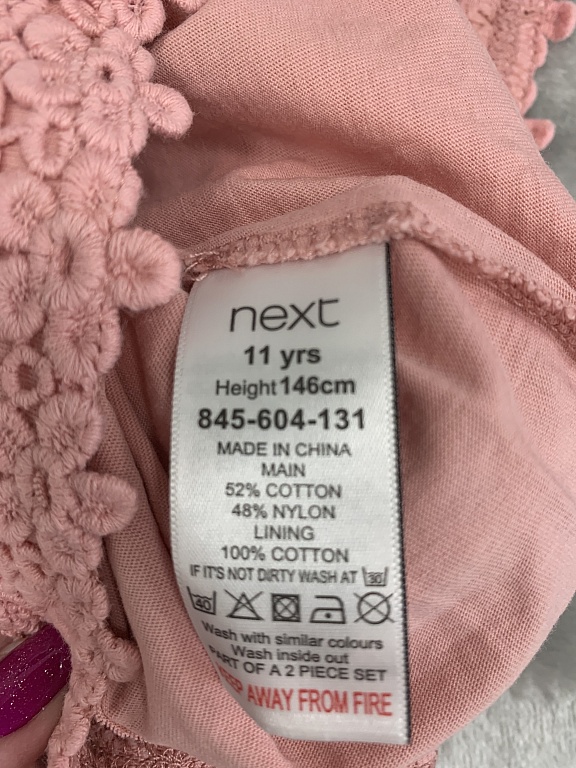 next
11 yrs
Height 146cm
845-604-131
MADE IN CHINA
MAIN
52% COTTON
48% NYLON
LINING
100% COTTON
IF IT'S NOT DIRTY WASH AT 30
40
Wash with similar colours
Wash inside out
PART OF A 2 PIECE SET
AWAY FROM FIRE